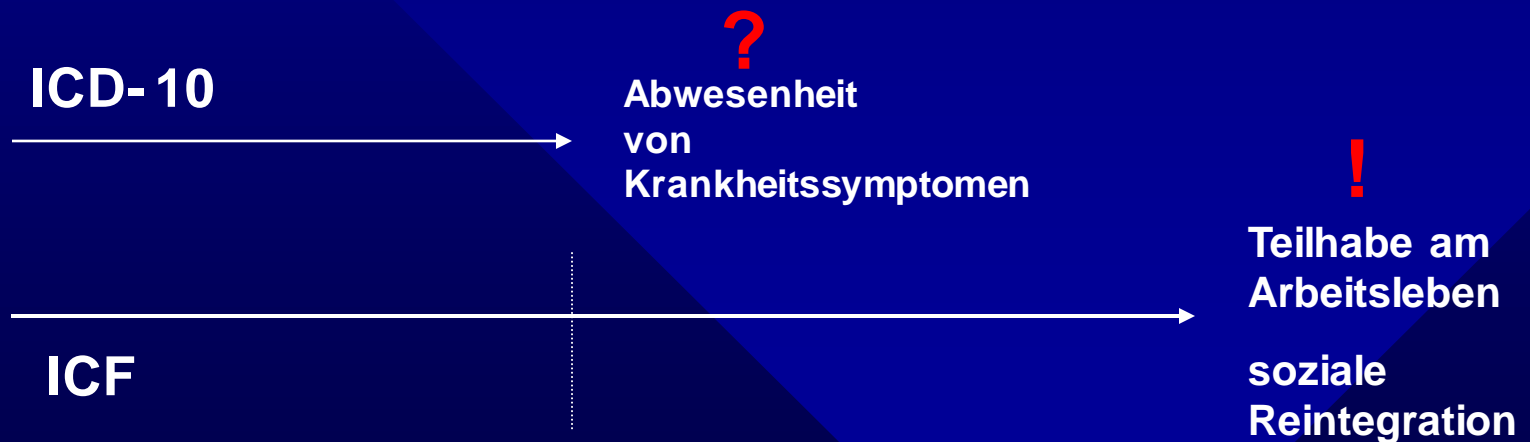 ?
ICD-10
Abwesenheit
von
Krankheitssymptomen
!
Teilhabe am
Arbeitsleben
ICF
soziale
Reintegration